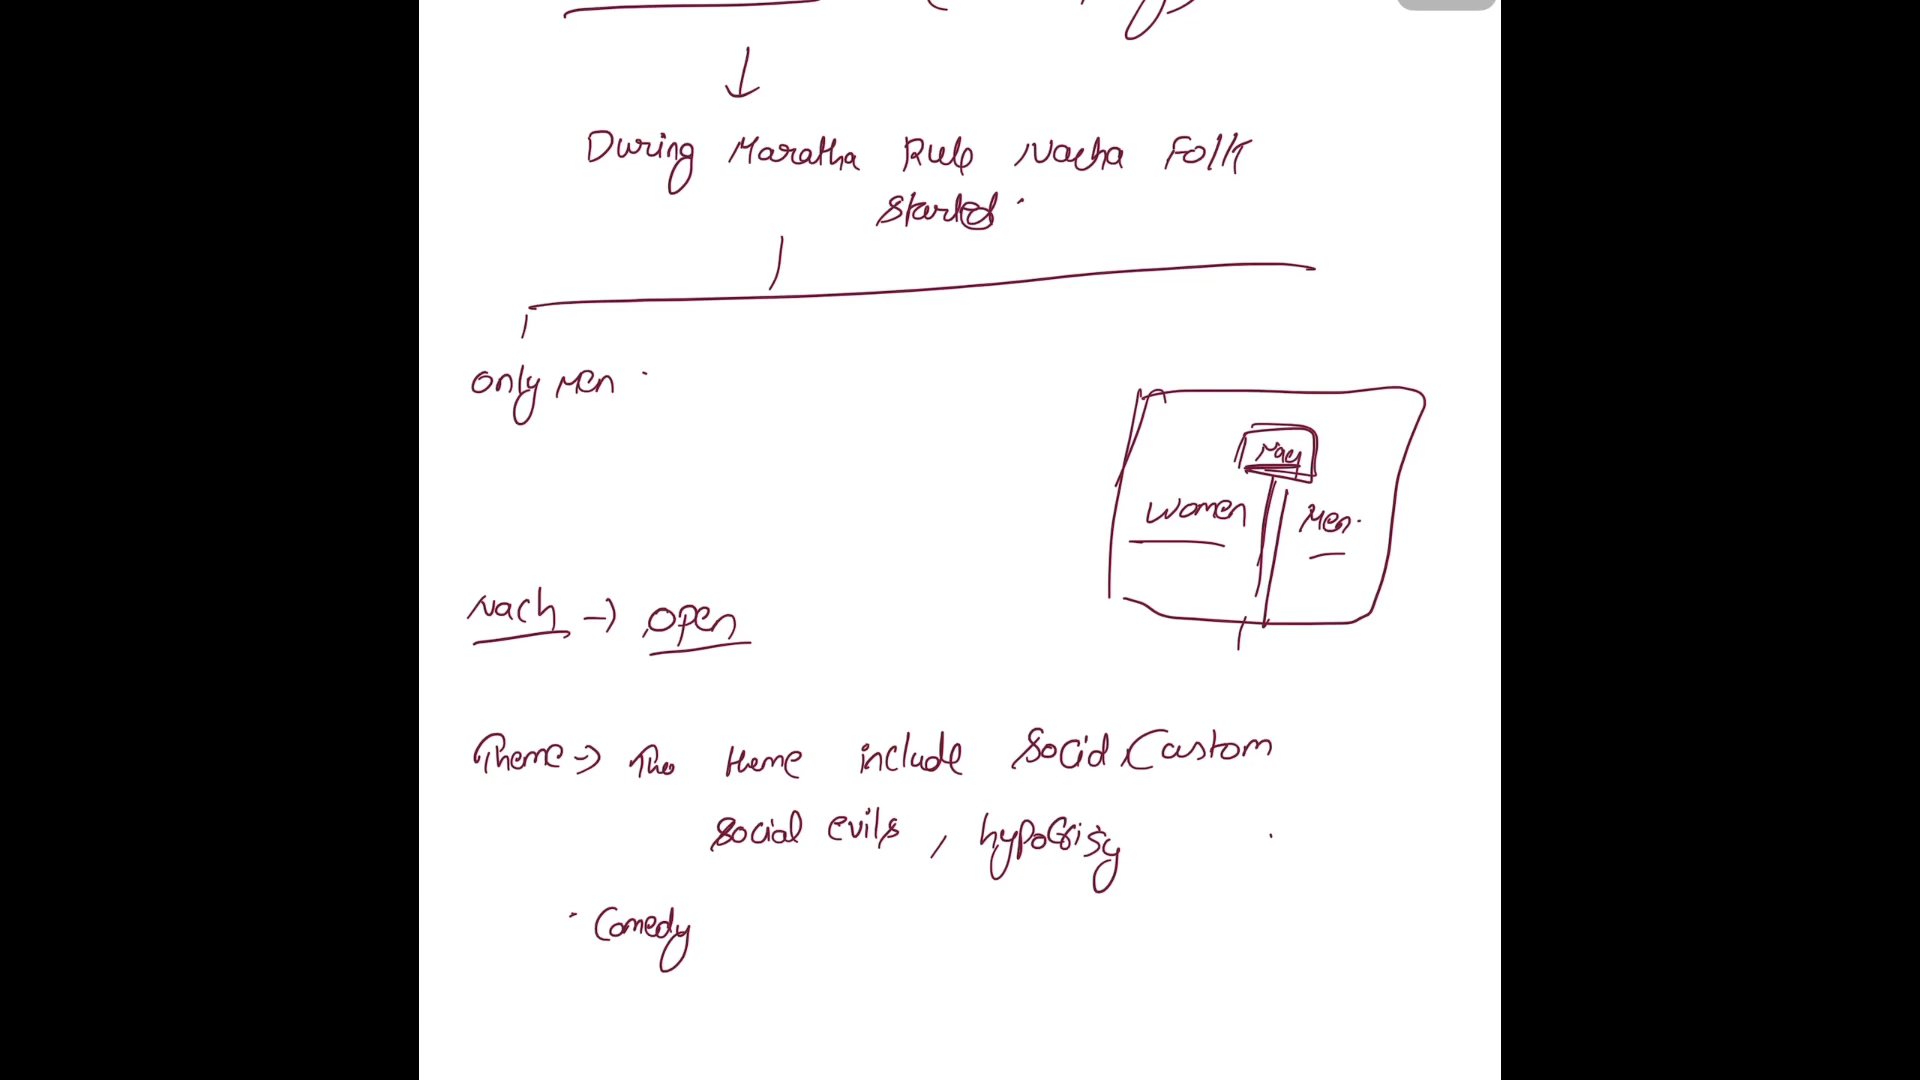 During Maratha Rule Nacha Folk
Started.
Only Men
Nach
Women Men.
Nach → open
Theme → The theme include Social Custom
Social evils, hypocrisy
Comedy